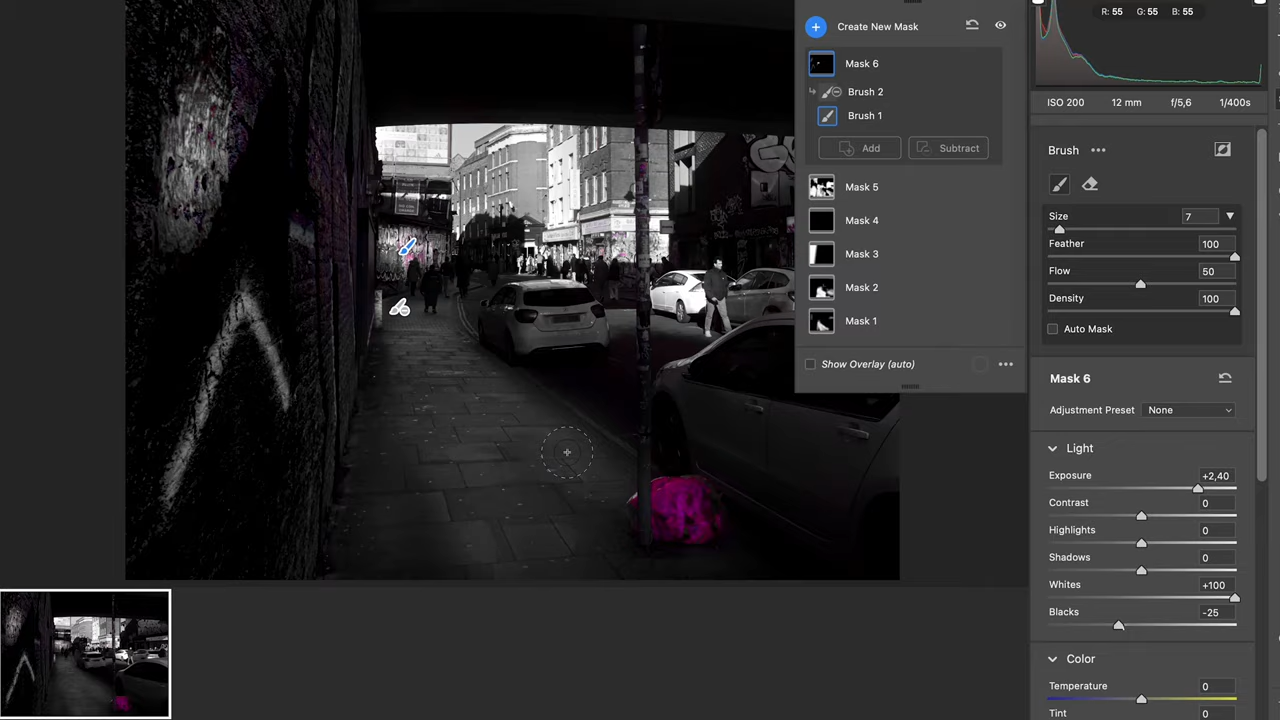 R: 55 G: 55 B: 55
Create New Mask
ISO 200 12 mm f/5,6 1/400s
Mask 6
Brush 2
Brush 1
Add Subtract
Mask 5
Mask 4
Mask 3
Mask 2
Mask 1
Show Overlay (auto)
Brush
Size 7
Feather 100
Flow 50
Density 100
Auto Mask
Mask 6
Adjustment Preset None
Light
Exposure +2,40
Contrast 0
Highlights 0
Shadows 0
Whites +100
Blacks -25
Color
Temperature 0
Tint 0